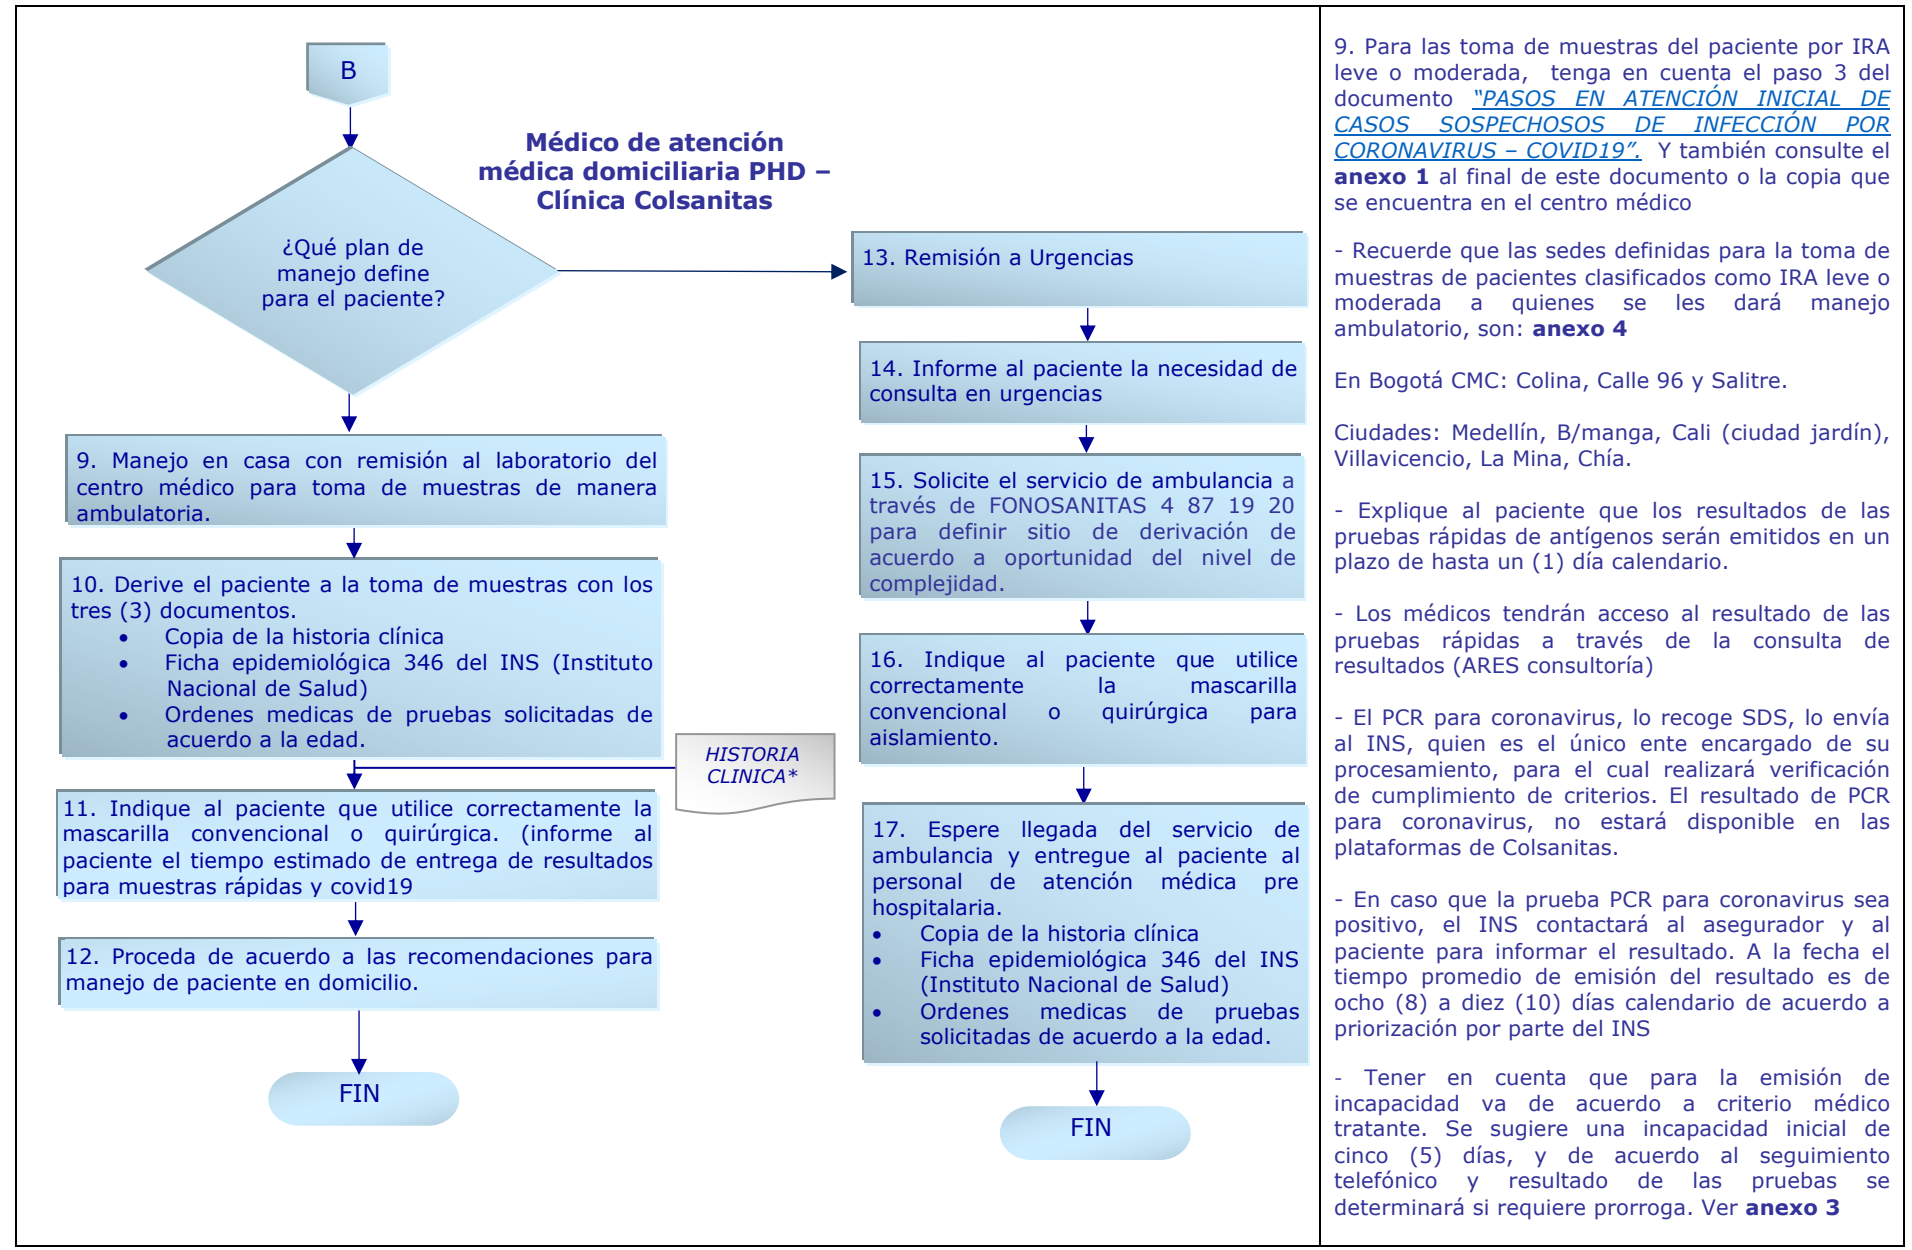 B
Médico de atención
médica domiciliaria PHD –
Clínica Colsanitas
¿Qué plan de
manejo define
para el paciente?
9. Manejo en casa con remisión al laboratorio del
centro médico para toma de muestras de manera
ambulatoria.
10. Derive el paciente a la toma de muestras con los
tres (3) documentos.
• Copia de la historia clínica
• Ficha epidemiológica 346 del INS (Instituto
Nacional de Salud)
• Ordenes medicas de pruebas solicitadas de
acuerdo a la edad.
HISTORIA
CLINICA*
11. Indique al paciente que utilice correctamente la
mascarilla convencional o quirúrgica. (informe al
paciente el tiempo estimado de entrega de resultados
para muestras rápidas y covid19
12. Proceda de acuerdo a las recomendaciones para
manejo de paciente en domicilio.
FIN
13. Remisión a Urgencias
14. Informe al paciente la necesidad de
consulta en urgencias
15. Solicite el servicio de ambulancia a
través de FONOSANITAS 4 87 19 20
para definir sitio de derivación de
acuerdo a oportunidad del nivel de
complejidad.
16. Indique al paciente que utilice
correctamente la mascarilla
convencional o quirúrgica para
aislamiento.
17. Espere llegada del servicio de
ambulancia y entregue al paciente al
personal de atención médica pre
hospitalaria.
• Copia de la historia clínica
• Ficha epidemiológica 346 del INS
(Instituto Nacional de Salud)
• Ordenes medicas de pruebas
solicitadas de acuerdo a la edad.
FIN
9. Para las toma de muestras del paciente por IRA
leve o moderada, tenga en cuenta el paso 3 del
documento “PASOS EN ATENCIÓN INICIAL DE
CASOS SOSPECHOSOS DE INFECCIÓN POR
CORONAVIRUS – COVID19”. Y también consulte el
anexo 1 al final de este documento o la copia que
se encuentra en el centro médico
- Recuerde que las sedes definidas para la toma de
muestras de pacientes clasificados como IRA leve o
moderada a quienes se les dará manejo
ambulatorio, son: anexo 4
En Bogotá CMC: Colina, Calle 96 y Salitre.
Ciudades: Medellín, B/manga, Cali (ciudad jardín),
Villavicencio, La Mina, Chía.
- Explique al paciente que los resultados de las
pruebas rápidas de antígenos serán emitidos en un
plazo de hasta un (1) día calendario.
- Los médicos tendrán acceso al resultado de las
pruebas rápidas a través de la consulta de
resultados (ARES consultoría)
- El PCR para coronavirus, lo recoge SDS, lo envía
al INS, quien es el único ente encargado de su
procesamiento, para el cual realizará verificación
de cumplimiento de criterios. El resultado de PCR
para coronavirus, no estará disponible en las
plataformas de Colsanitas.
- En caso que la prueba PCR para coronavirus sea
positivo, el INS contactará al asegurador y al
paciente para informar el resultado. A la fecha el
tiempo promedio de emisión del resultado es de
ocho (8) a diez (10) días calendario de acuerdo a
priorización por parte del INS
- Tener en cuenta que para la emisión de
incapacidad va de acuerdo a criterio médico
tratante. Se sugiere una incapacidad inicial de
cinco (5) días, y de acuerdo al seguimiento
telefónico y resultado de las pruebas se
determinará si requiere prorroga. Ver anexo 3